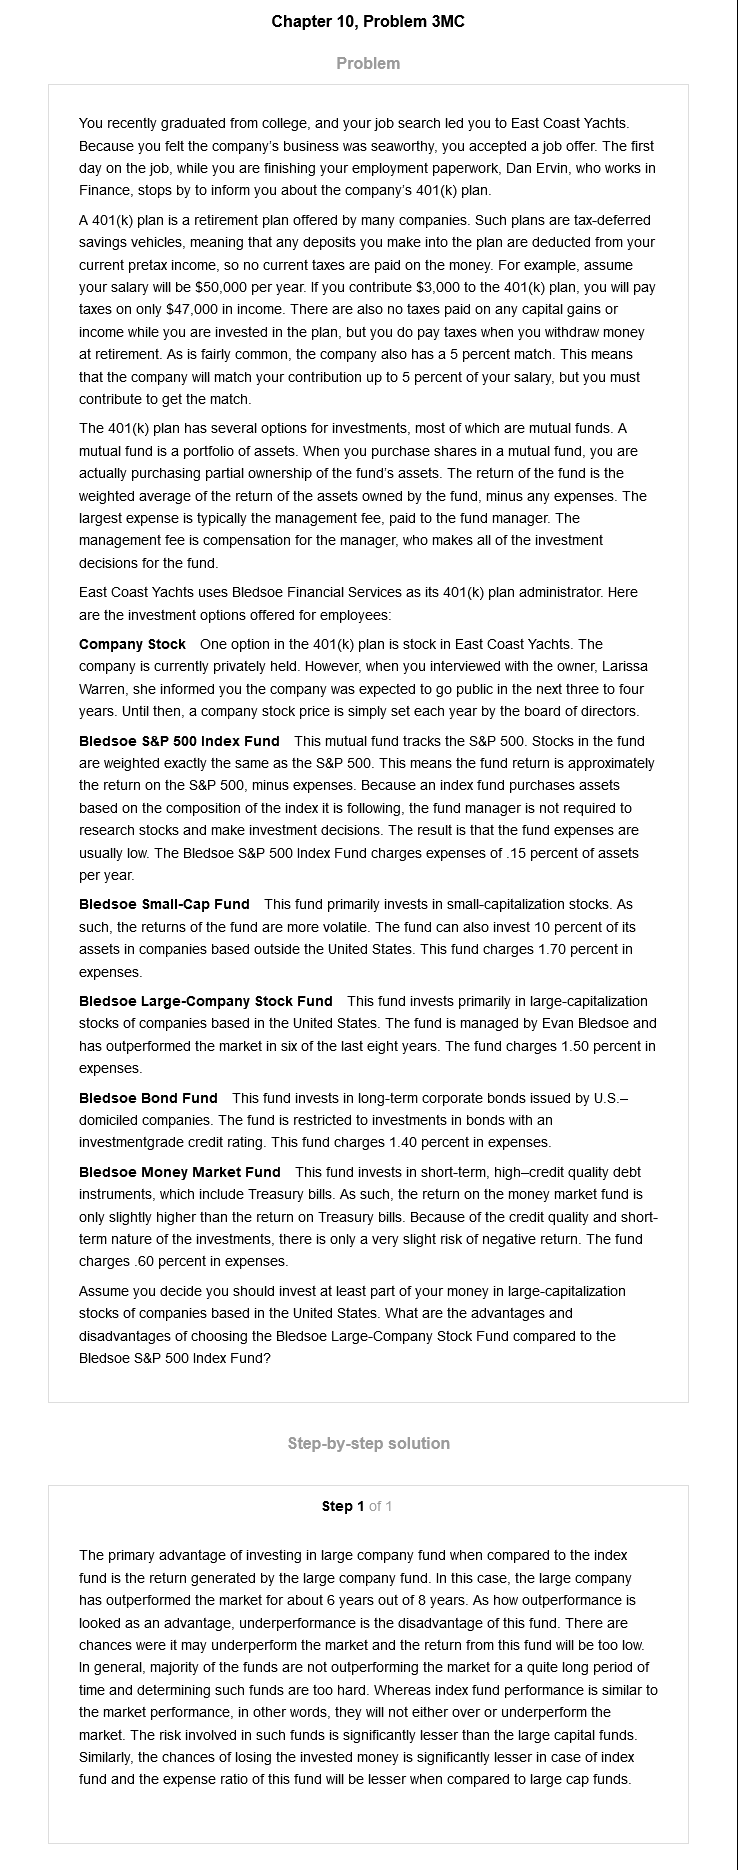 Chapter 10, Problem 3MC
Problem
You recently graduated from college, and your job search led you to East Coast Yachts.
Because you felt the company's business was seaworthy, you accepted a job offer. The first
day on the job, while you are finishing your employment paperwork, Dan Ervin, who works in
Finance, stops by to inform you about the company's 401(k) plan.
A 401(k) plan is a retirement plan offered by many companies. Such plans are tax-deferred
savings vehicles, meaning that any deposits you make into the plan are deducted from your
current pretax income, so no current taxes are paid on the money. For example, assume
your salary will be $50,000 per year. If you contribute $3,000 to the 401(k) plan, you will pay
taxes on only $47,000 in income. There are also no taxes paid on any capital gains or
income while you are invested in the plan, but you do pay taxes when you withdraw money
at retirement. As is fairly common, the company also has a 5 percent match. This means
that the company will match your contribution up to 5 percent of your salary, but you must
contribute to get the match.
The 401(k) plan has several options for investments, most of which are mutual funds. A
mutual fund is a portfolio of assets. When you purchase shares in a mutual fund, you are
actually purchasing partial ownership of the fund's assets. The return of the fund is the
weighted average of the return of the assets owned by the fund, minus any expenses. The
largest expense is typically the management fee, paid to the fund manager. The
management fee is compensation for the manager, who makes all of the investment
decisions for the fund.
East Coast Yachts uses Bledsoe Financial Services as its 401(k) plan administrator. Here
are the investment options offered for employees:
Company Stock One option in the 401(k) plan is stock in East Coast Yachts. The
company is currently privately held. However, when you interviewed with the owner, Larissa
Warren, she informed you the company was expected to go public in the next three to four
years. Until then, a company stock price is simply set each year by the board of directors.
Bledsoe S&P 500 Index Fund This mutual fund tracks the S&P 500. Stocks in the fund
are weighted exactly the same as the S&P 500. This means the fund return is approximately
the return on the S&P 500, minus expenses. Because an index fund purchases assets
based on the composition of the index it is following, the fund manager is not required to
research stocks and make investment decisions. The result is that the fund expenses are
usually low. The Bledsoe S&P 500 Index Fund charges expenses of .15 percent of assets
per year.
Bledsoe Small-Cap Fund This fund primarily invests in small-capitalization stocks. As
such, the returns of the fund are more volatile. The fund can also invest 10 percent of its
assets in companies based outside the United States. This fund charges 1.70 percent in
expenses.
Bledsoe Large-Company Stock Fund This fund invests primarily in large-capitalization
stocks of companies based in the United States. The fund is managed by Evan Bledsoe and
has outperformed the market in six of the last eight years. The fund charges 1.50 percent in
expenses.
Bledsoe Bond Fund This fund invests in long-term corporate bonds issued by U.S.–
domiciled companies. The fund is restricted to investments in bonds with an
investmentgrade credit rating. This fund charges 1.40 percent in expenses.
Bledsoe Money Market Fund This fund invests in short-term, high–credit quality debt
instruments, which include Treasury bills. As such, the return on the money market fund is
only slightly higher than the return on Treasury bills. Because of the credit quality and short-
term nature of the investments, there is only a very slight risk of negative return. The fund
charges .60 percent in expenses.
Assume you decide you should invest at least part of your money in large-capitalization
stocks of companies based in the United States. What are the advantages and
disadvantages of choosing the Bledsoe Large-Company Stock Fund compared to the
Bledsoe S&P 500 Index Fund?
Step-by-step solution
Step 1 of 1
The primary advantage of investing in large company fund when compared to the index
fund is the return generated by the large company fund. In this case, the large company
has outperformed the market for about 6 years out of 8 years. As how outperformance is
looked as an advantage, underperformance is the disadvantage of this fund. There are
chances were it may underperform the market and the return from this fund will be too low.
In general, majority of the funds are not outperforming the market for a quite long period of
time and determining such funds are too hard. Whereas index fund performance is similar to
the market performance, in other words, they will not either over or underperform the
market. The risk involved in such funds is significantly lesser than the large capital funds.
Similarly, the chances of losing the invested money is significantly lesser in case of index
fund and the expense ratio of this fund will be lesser when compared to large cap funds.